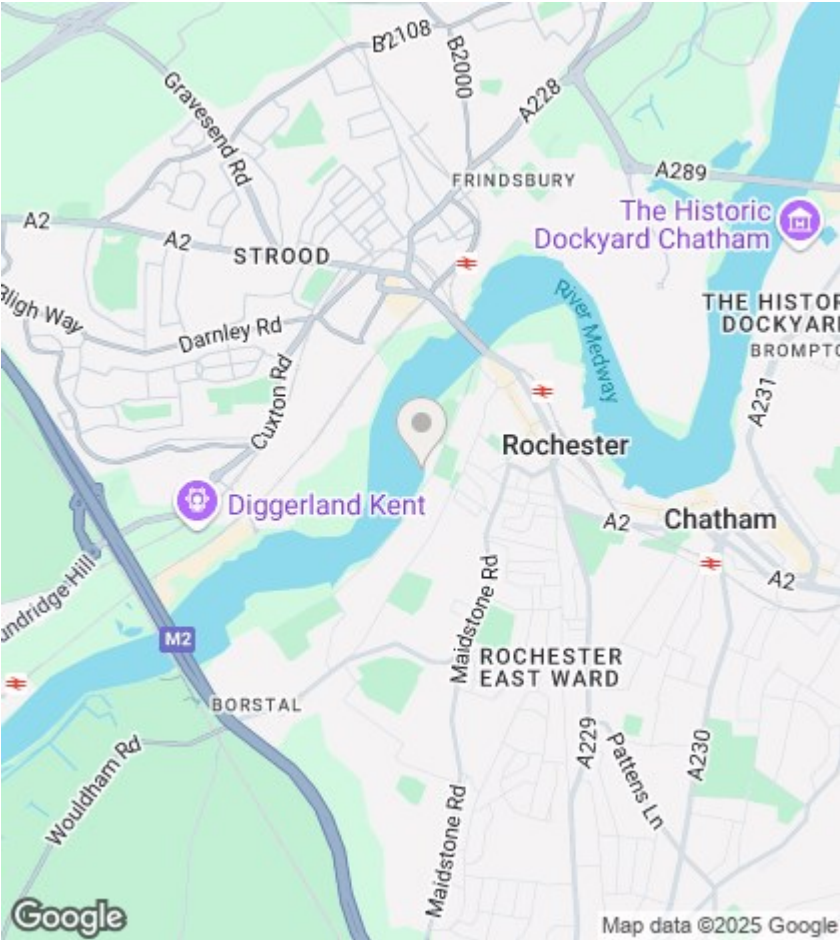 B2108
B2000
Gravesend Rd
A228
FRINDSBURY
A289
The Historic
Dockyard Chatham
A2
A2
STROOD
River Medway
Bligh Way
Darnley Rd
THE HISTOR
DOCKYAR
BROMPTO
Cuxton Rd
A231
Rochester
Diggerland Kent
A2
Chatham
A2
undridge Hill
Maidstone Rd
M2
ROCHESTER
EAST WARD
BORSTAL
Wouldham Rd
A229
Pattens Ln
A230
Maidstone Rd
Google
Map data ©2025 Google